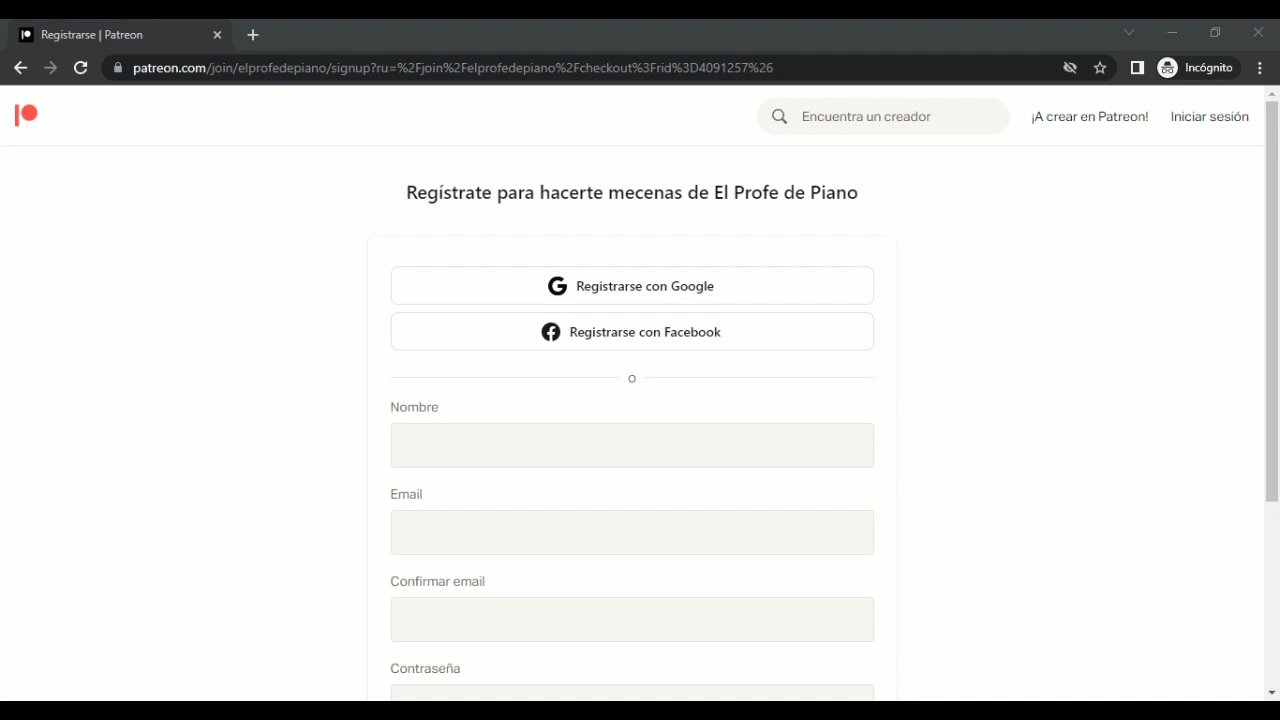 Registrarse | Patreon
patreon.com/join/elprofedepiano/signup?ru=%2Fjoin%2Felprofedepiano%2Fcheckout%3Frid%3D4091257%26
Incógnito
Encuentra un creador
¡A crear en Patreon!
Iniciar sesión
Regístrate para hacerte mecenas de El Profe de Piano
Registrarse con Google
Registrarse con Facebook
o
Nombre
Email
Confirmar email
Contraseña